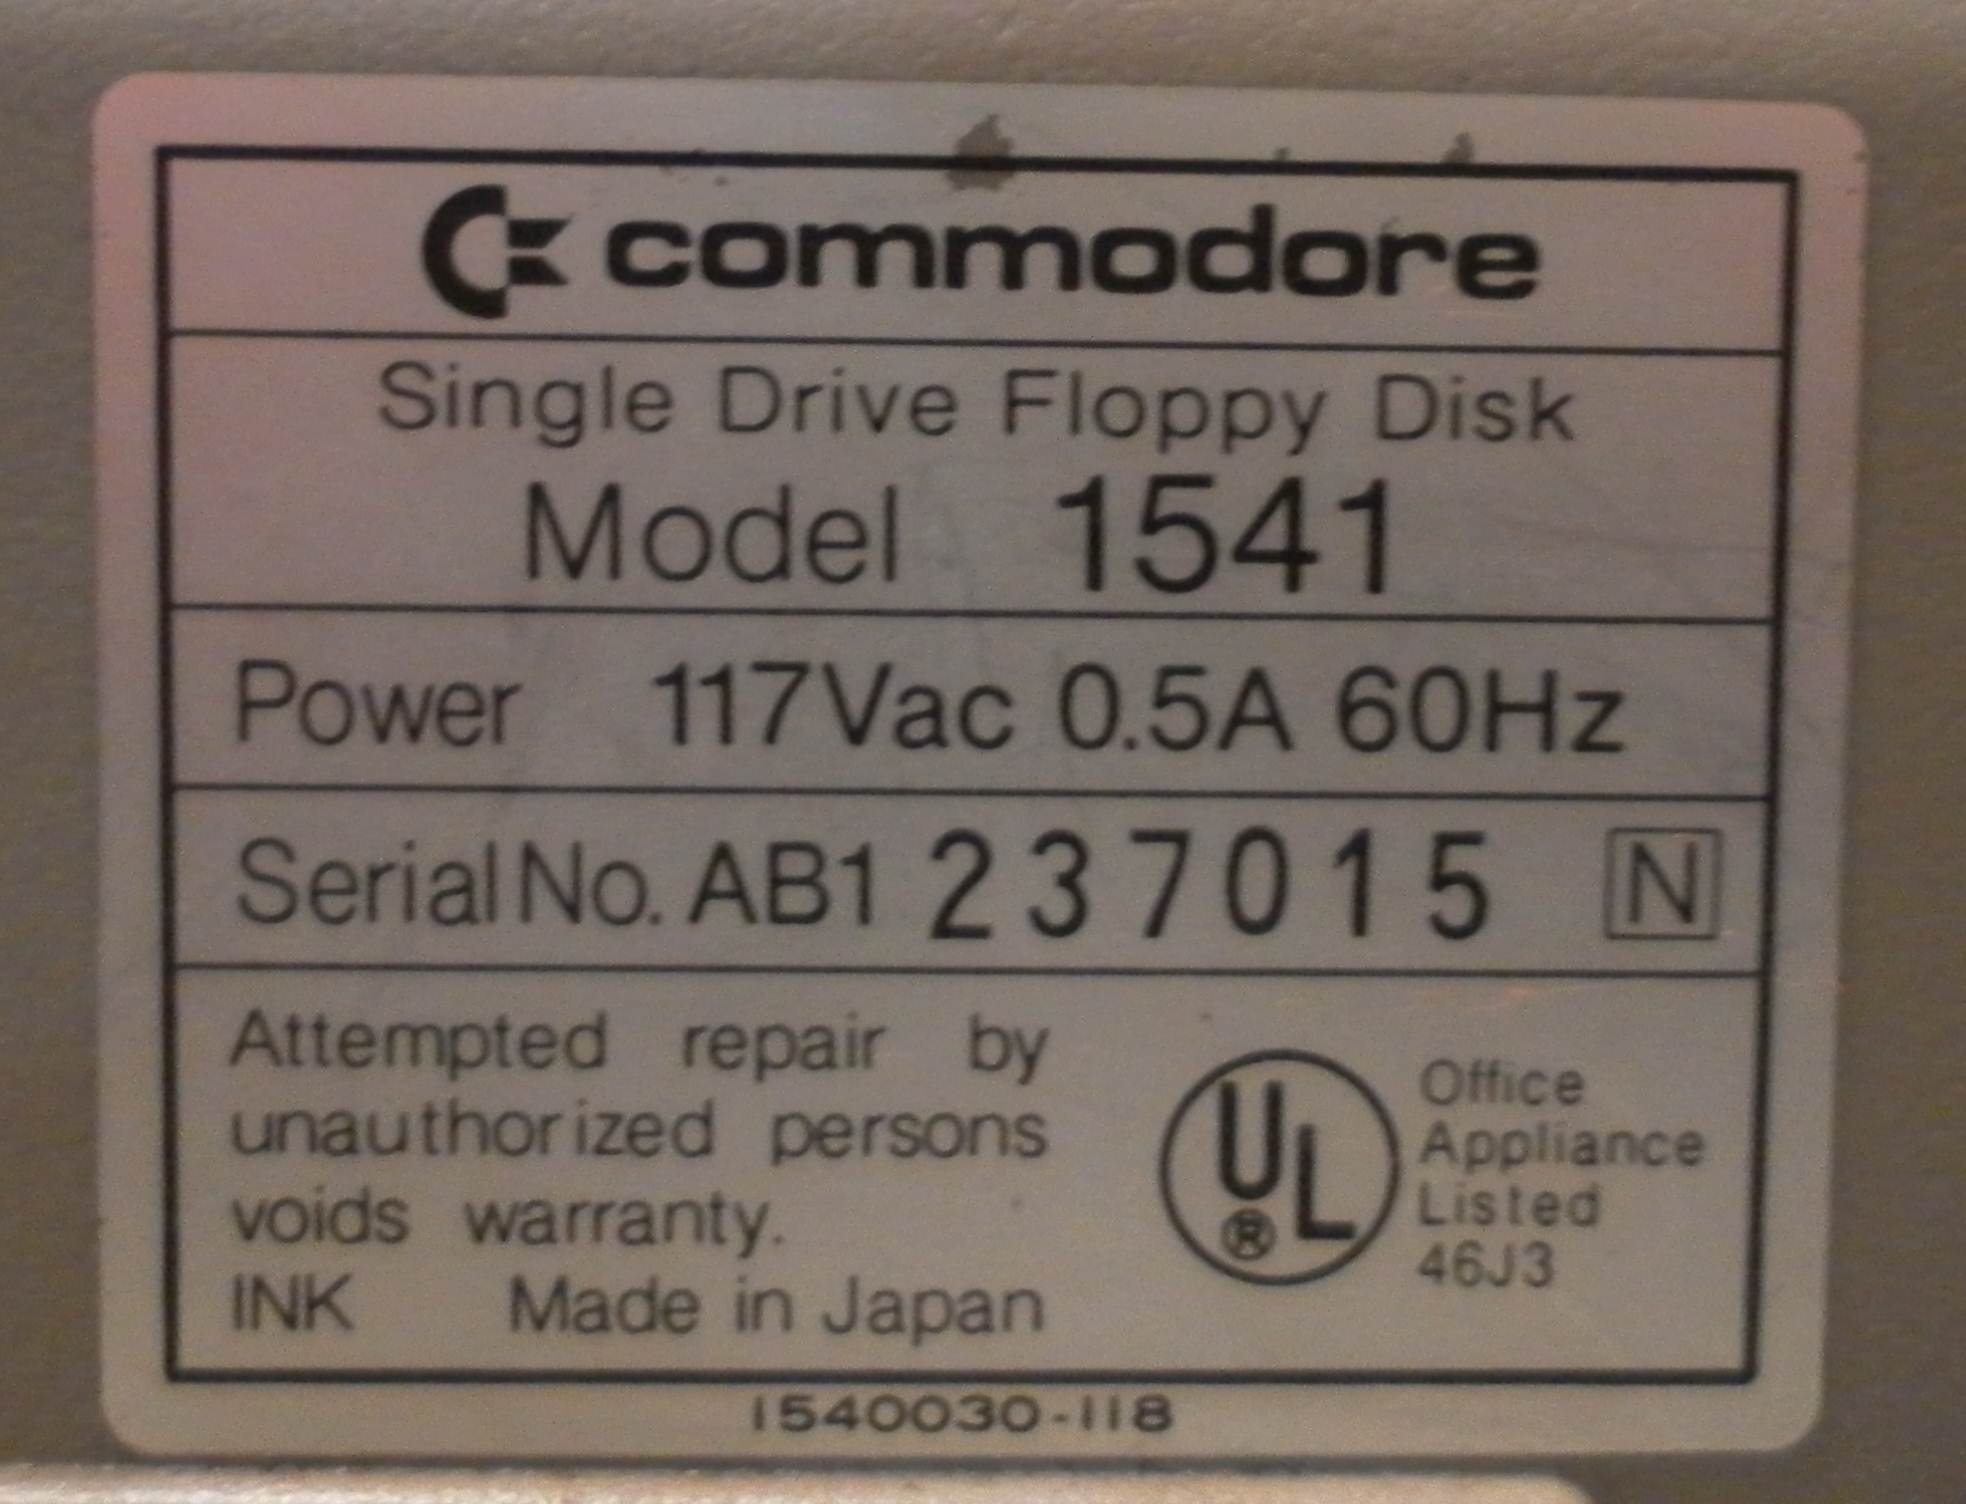 commodore
Single Drive Floppy Disk
Model 1541
Power 117Vac 0.5A 60Hz
Serial No. AB1 237015 N
Attempted repair by
unauthorized persons
voids warranty.
INK Made in Japan
UL ®
Office
Appliance
Listed
46J3
1540030-118